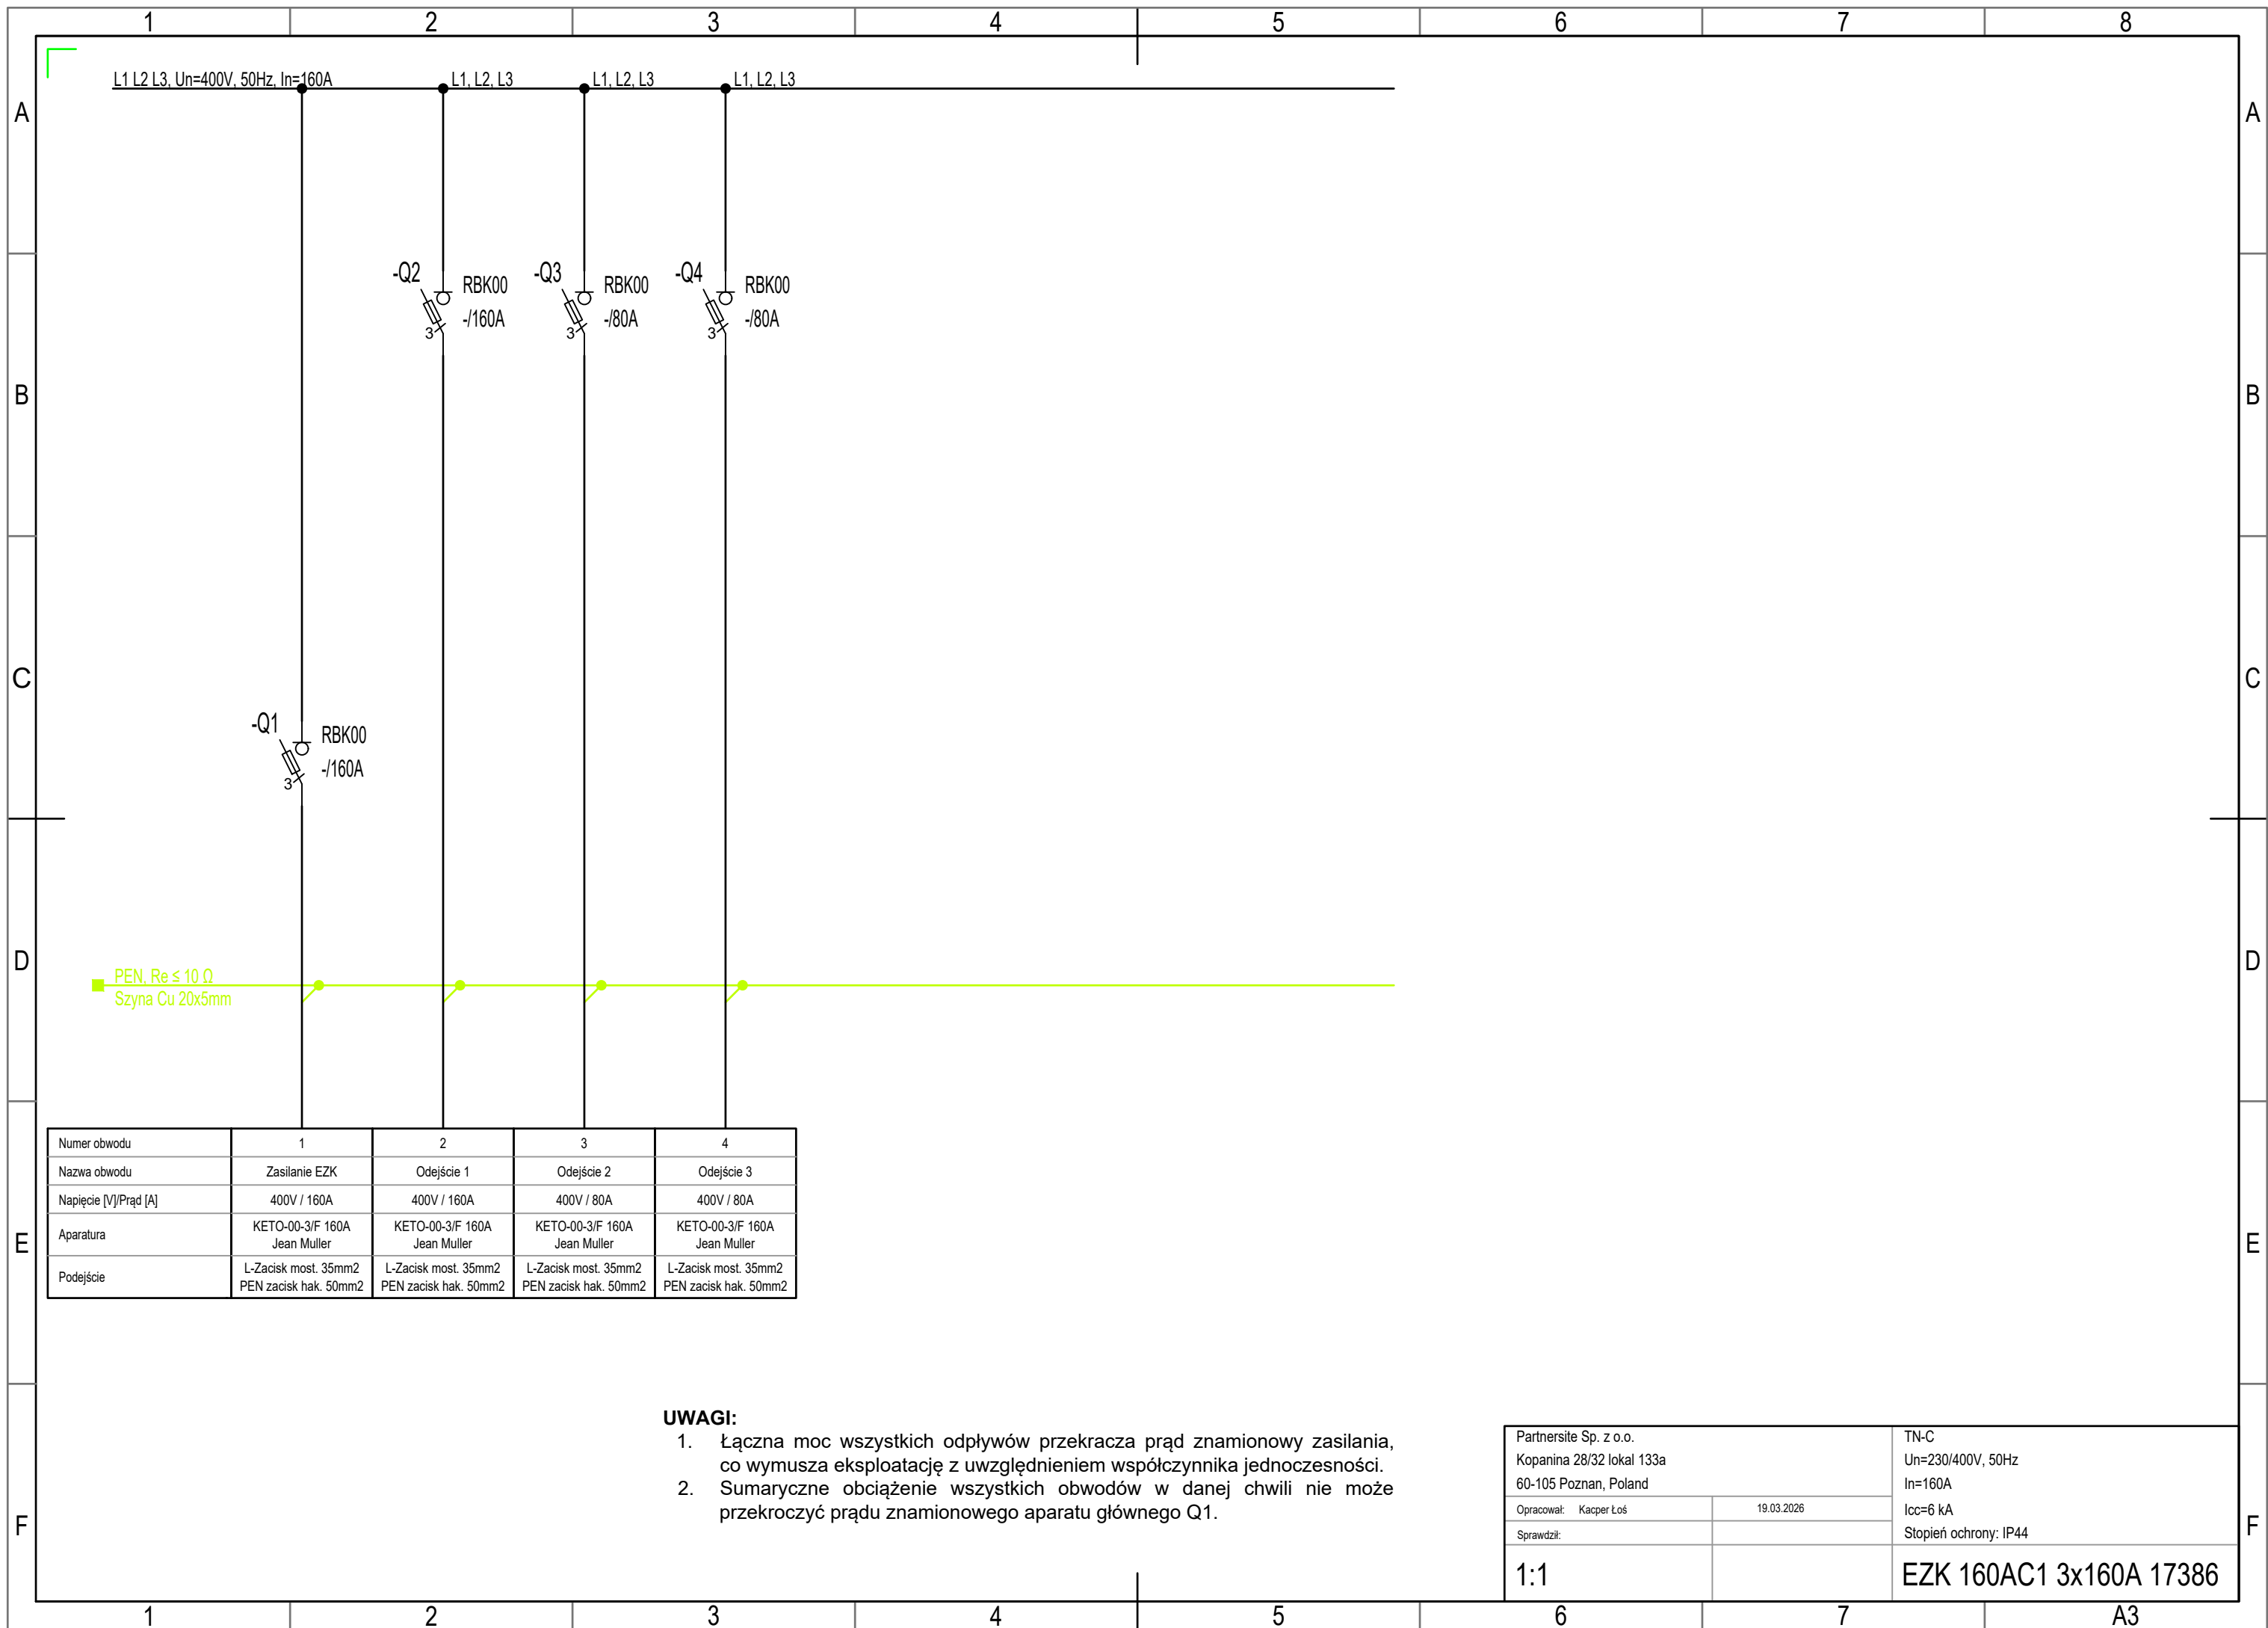 1 2 3 4 5 6 7 8
L1 L2 L3, Un=400V, 50Hz, In=160A L1, L2, L3 L1, L2, L3 L1, L2, L3
A A
-Q2 RBK00 -Q3 RBK00 -Q4 RBK00
-/160A -/80A -/80A
3 3 3
B B
C C
-Q1 RBK00
-/160A
3
D D
PEN, Re ≤ 10 Ω
Szyna Cu 20x5mm
Numer obwodu 1 2 3 4
Nazwa obwodu Zasilanie EZK Odejście 1 Odejście 2 Odejście 3
Napięcie [V]/Prąd [A] 400V / 160A 400V / 160A 400V / 80A 400V / 80A
Aparatura KETO-00-3/F 160A KETO-00-3/F 160A KETO-00-3/F 160A KETO-00-3/F 160A
Jean Muller Jean Muller Jean Muller Jean Muller
E E
Podejście L-Zacisk most. 35mm2 L-Zacisk most. 35mm2 L-Zacisk most. 35mm2 L-Zacisk most. 35mm2
PEN zacisk hak. 50mm2 PEN zacisk hak. 50mm2 PEN zacisk hak. 50mm2 PEN zacisk hak. 50mm2
UWAGI:
1. Łączna moc wszystkich odpływów przekracza prąd znamionowy zasilania,
co wymusza eksploatację z uwzględnieniem współczynnika jednoczesności.
2. Sumaryczne obciążenie wszystkich obwodów w danej chwili nie może
przekroczyć prądu znamionowego aparatu głównego Q1.
F F
Partnersite Sp. z o.o. TN-C
Kopanina 28/32 lokal 133a Un=230/400V, 50Hz
60-105 Poznan, Poland In=160A
Opracował: Kacper Łoś 19.03.2026 Icc=6 kA
Sprawdził: Stopień ochrony: IP44
1:1 EZK 160AC1 3x160A 17386
1 2 3 4 5 6 7 A3